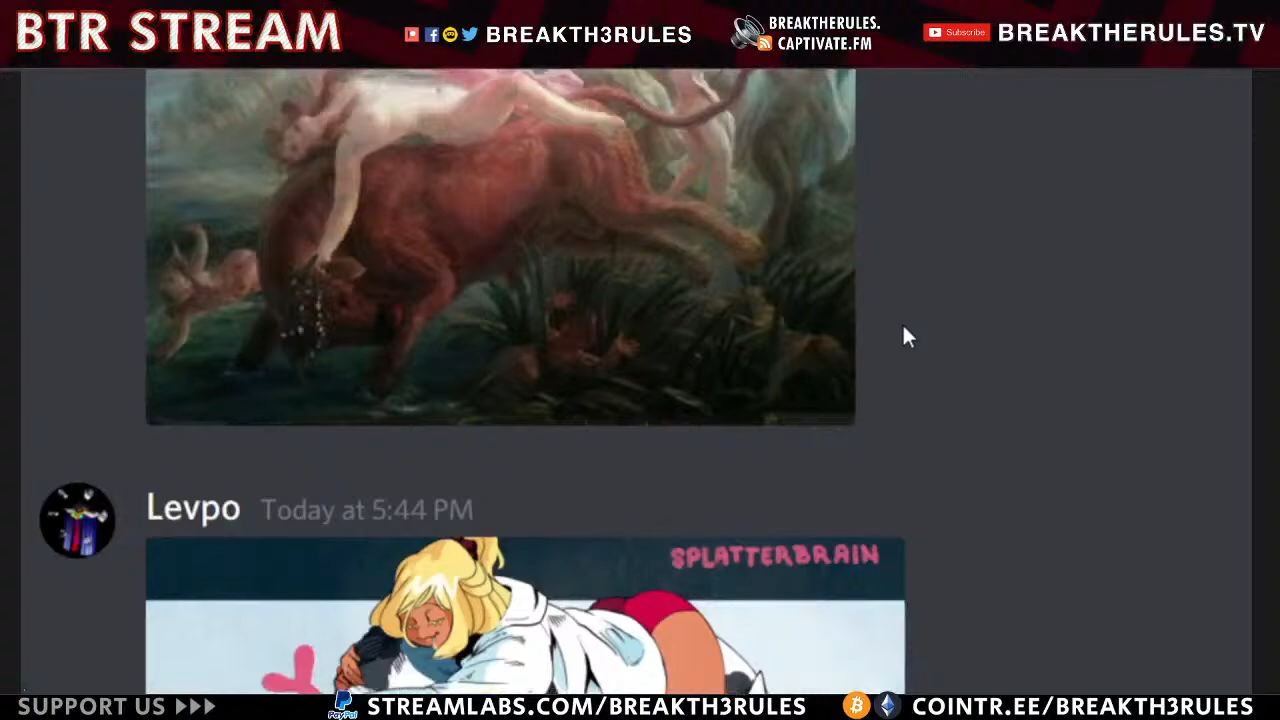 BTR STREAM
BREAKTH3RULES
BREAKTHERULES.
CAPTIVATE.FM
Subscribe
BREAKTHERULES.TV
Levpo Today at 5:44 PM
SPLATTERBRAIN
SUPPORT US >>>
PayPal
STREAMLABS.COM/BREAKTH3RULES
COINTR.EE/BREAKTH3RULES